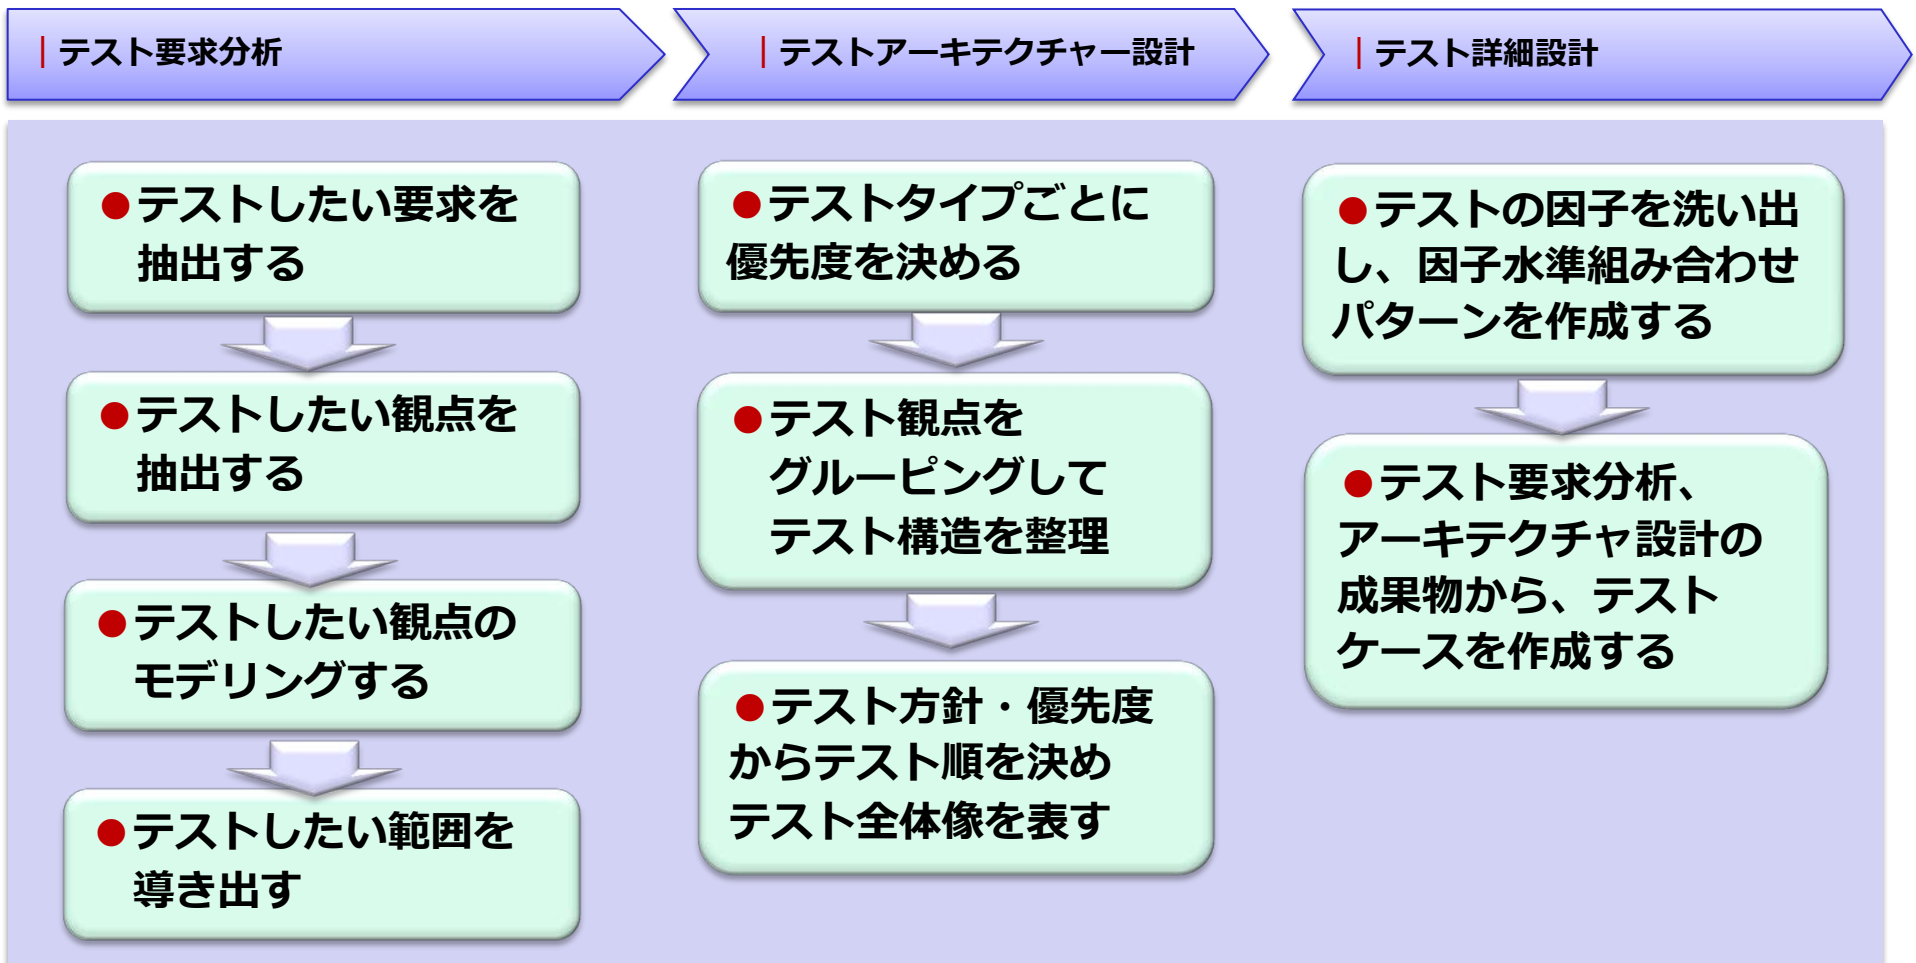 |テスト要求分析
|テストアーキテクチャー設計
|テスト詳細設計
●テストしたい要求を
抽出する
●テストしたい観点を
抽出する
●テストしたい観点の
モデリングする
●テストしたい範囲を
導き出す
●テストタイプごとに
優先度を決める
●テスト観点を
グルーピングして
テスト構造を整理
●テスト方針・優先度
からテスト順を決め
テスト全体像を表す
●テストの因子を洗い出
し、因子水準組み合わせ
パターンを作成する
●テスト要求分析、
アーキテクチャ設計の
成果物から、テスト
ケースを作成する